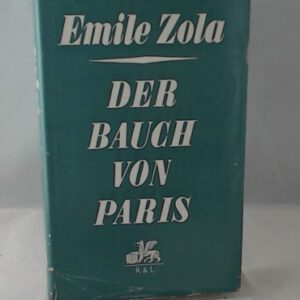 Emile Zola
DER
BAUCH
VON
PARIS
R & L